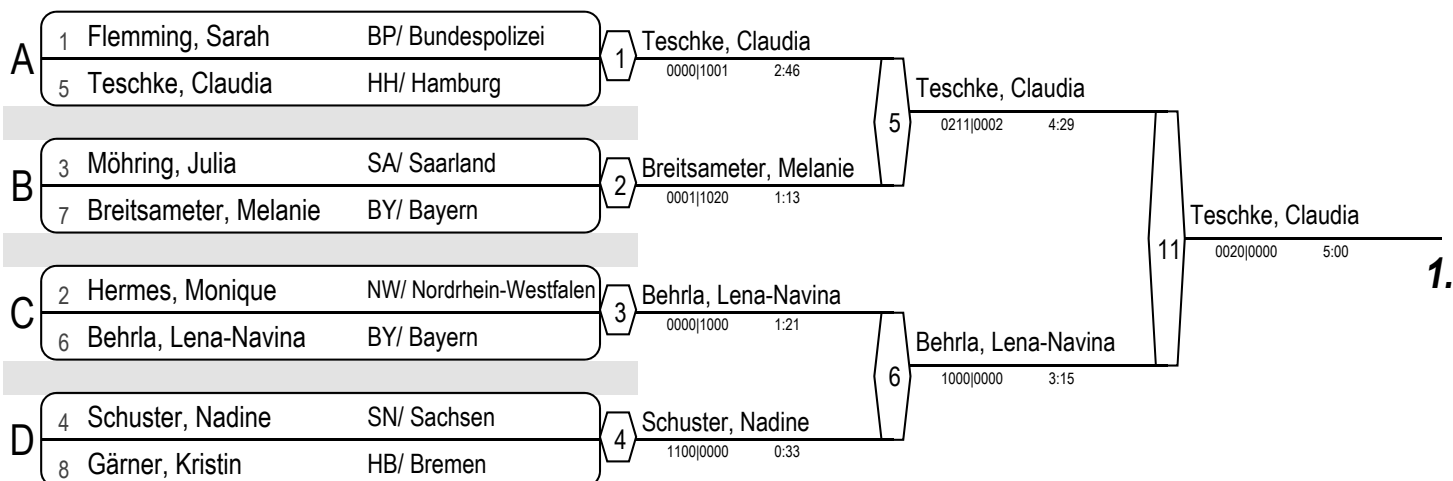 A
1 Flemming, Sarah BP/ Bundespolizei
5 Teschke, Claudia HH/ Hamburg
1
Teschke, Claudia
0000|1001 2:46
B
3 Möhring, Julia SA/ Saarland
7 Breitsameter, Melanie BY/ Bayern
2
Breitsameter, Melanie
0001|1020 1:13
5
Teschke, Claudia
0211|0002 4:29
C
2 Hermes, Monique NW/ Nordrhein-Westfalen
6 Behrla, Lena-Navina BY/ Bayern
3
Behrla, Lena-Navina
0000|1000 1:21
D
4 Schuster, Nadine SN/ Sachsen
8 Gärner, Kristin HB/ Bremen
4
Schuster, Nadine
1100|0000 0:33
6
Behrla, Lena-Navina
1000|0000 3:15
11
Teschke, Claudia
0020|0000 5:00
1.